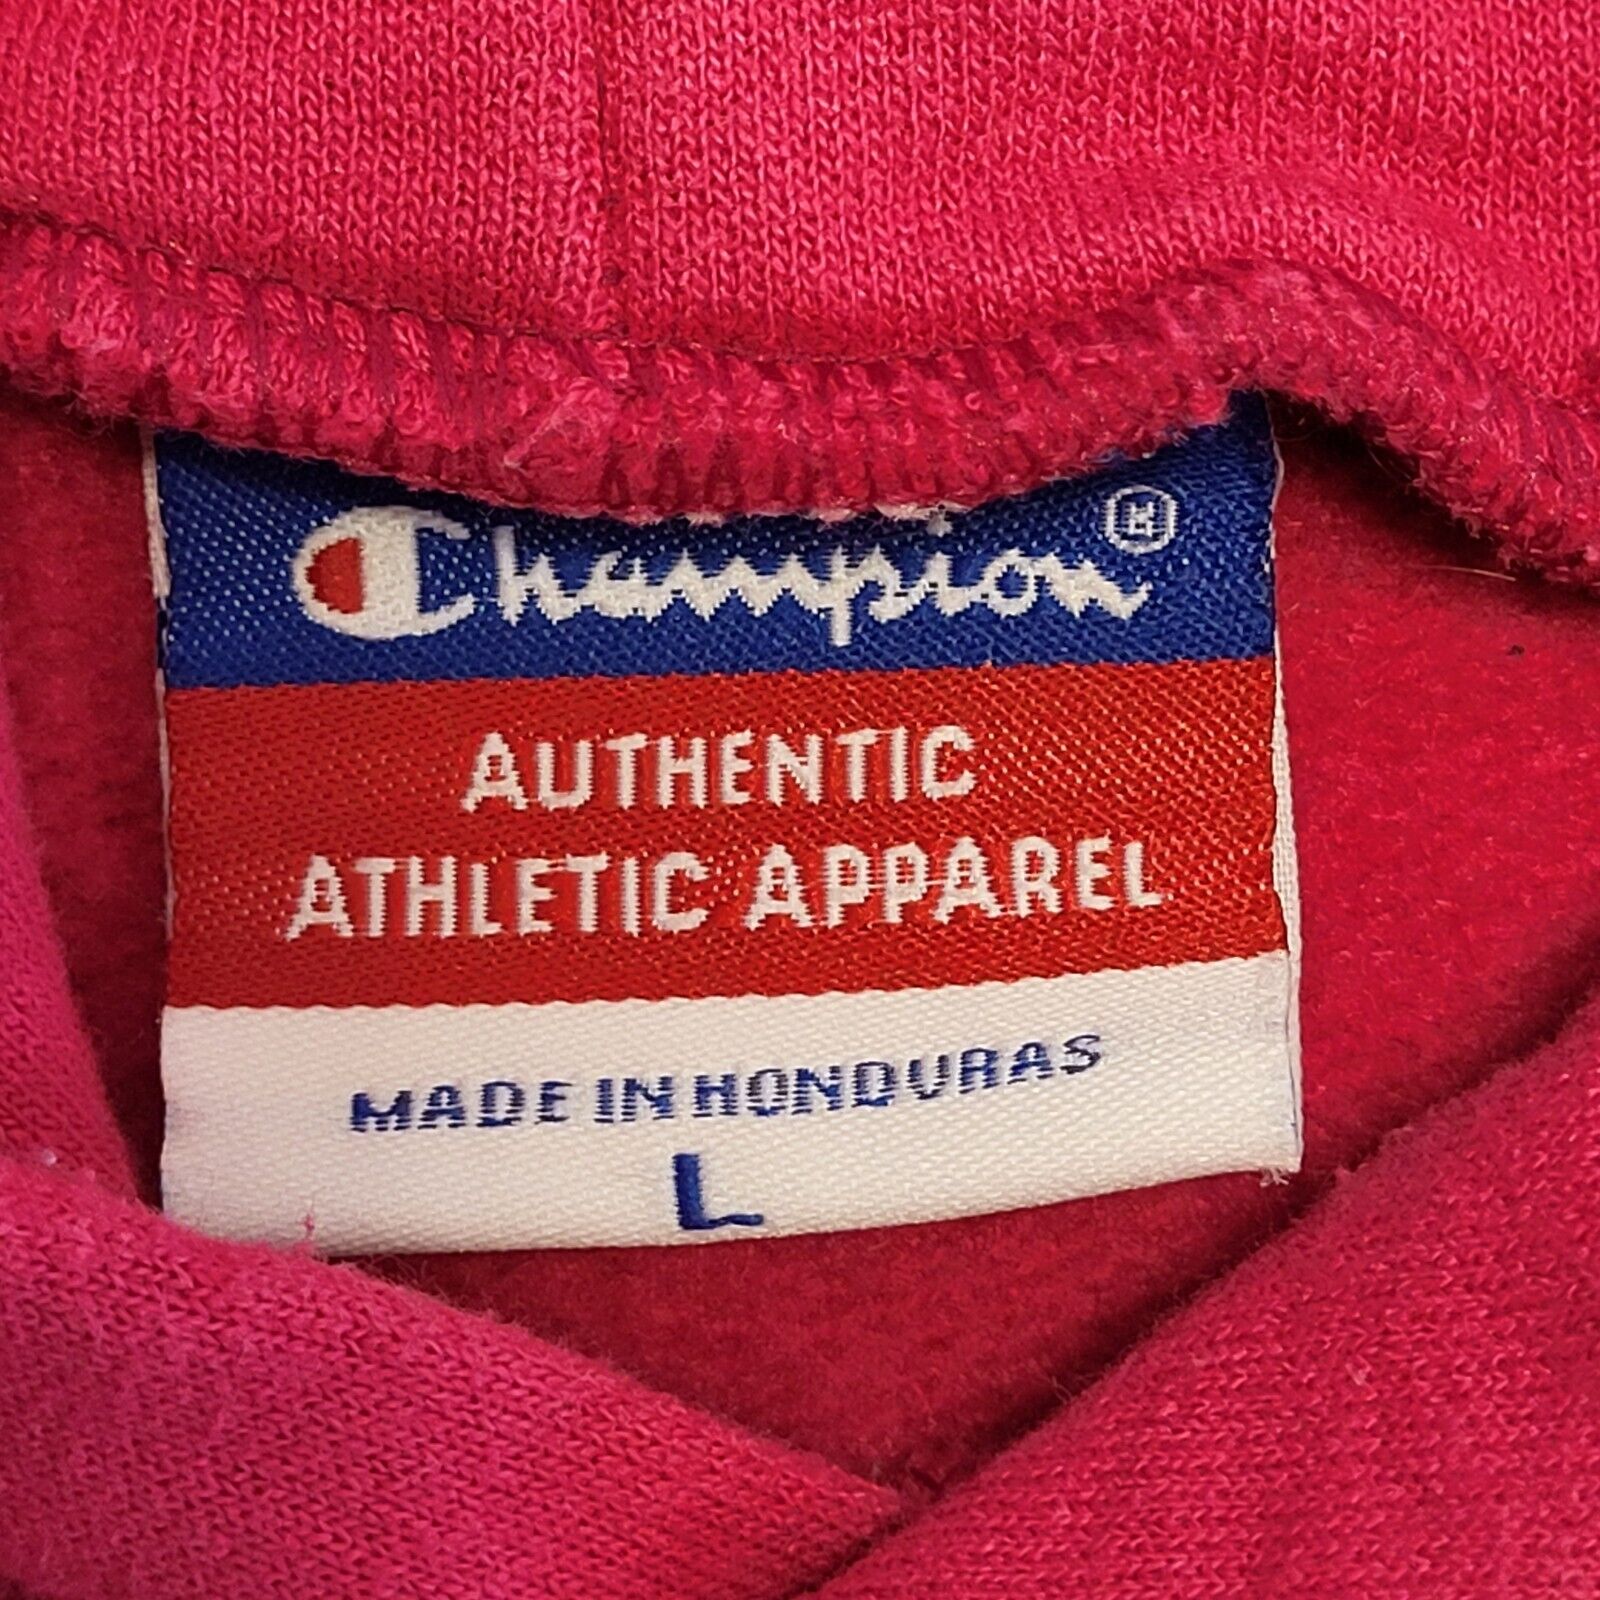 Champion®
AUTHENTIC
ATHLETIC APPAREL
MADE IN HONDURAS
L